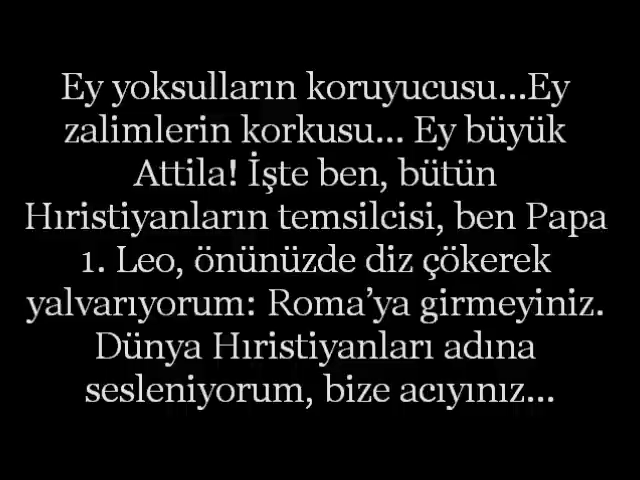 Ey yoksulların koruyucusu...Ey
zalimlerin korkusu... Ey büyük
Attila! İşte ben, bütün
Hıristiyanların temsilcisi, ben Papa
1. Leo, önünüzde diz çökerek
yalvarıyorum: Roma’ya girmeyiniz.
Dünya Hıristiyanları adına
sesleniyorum, bize acıyınız...